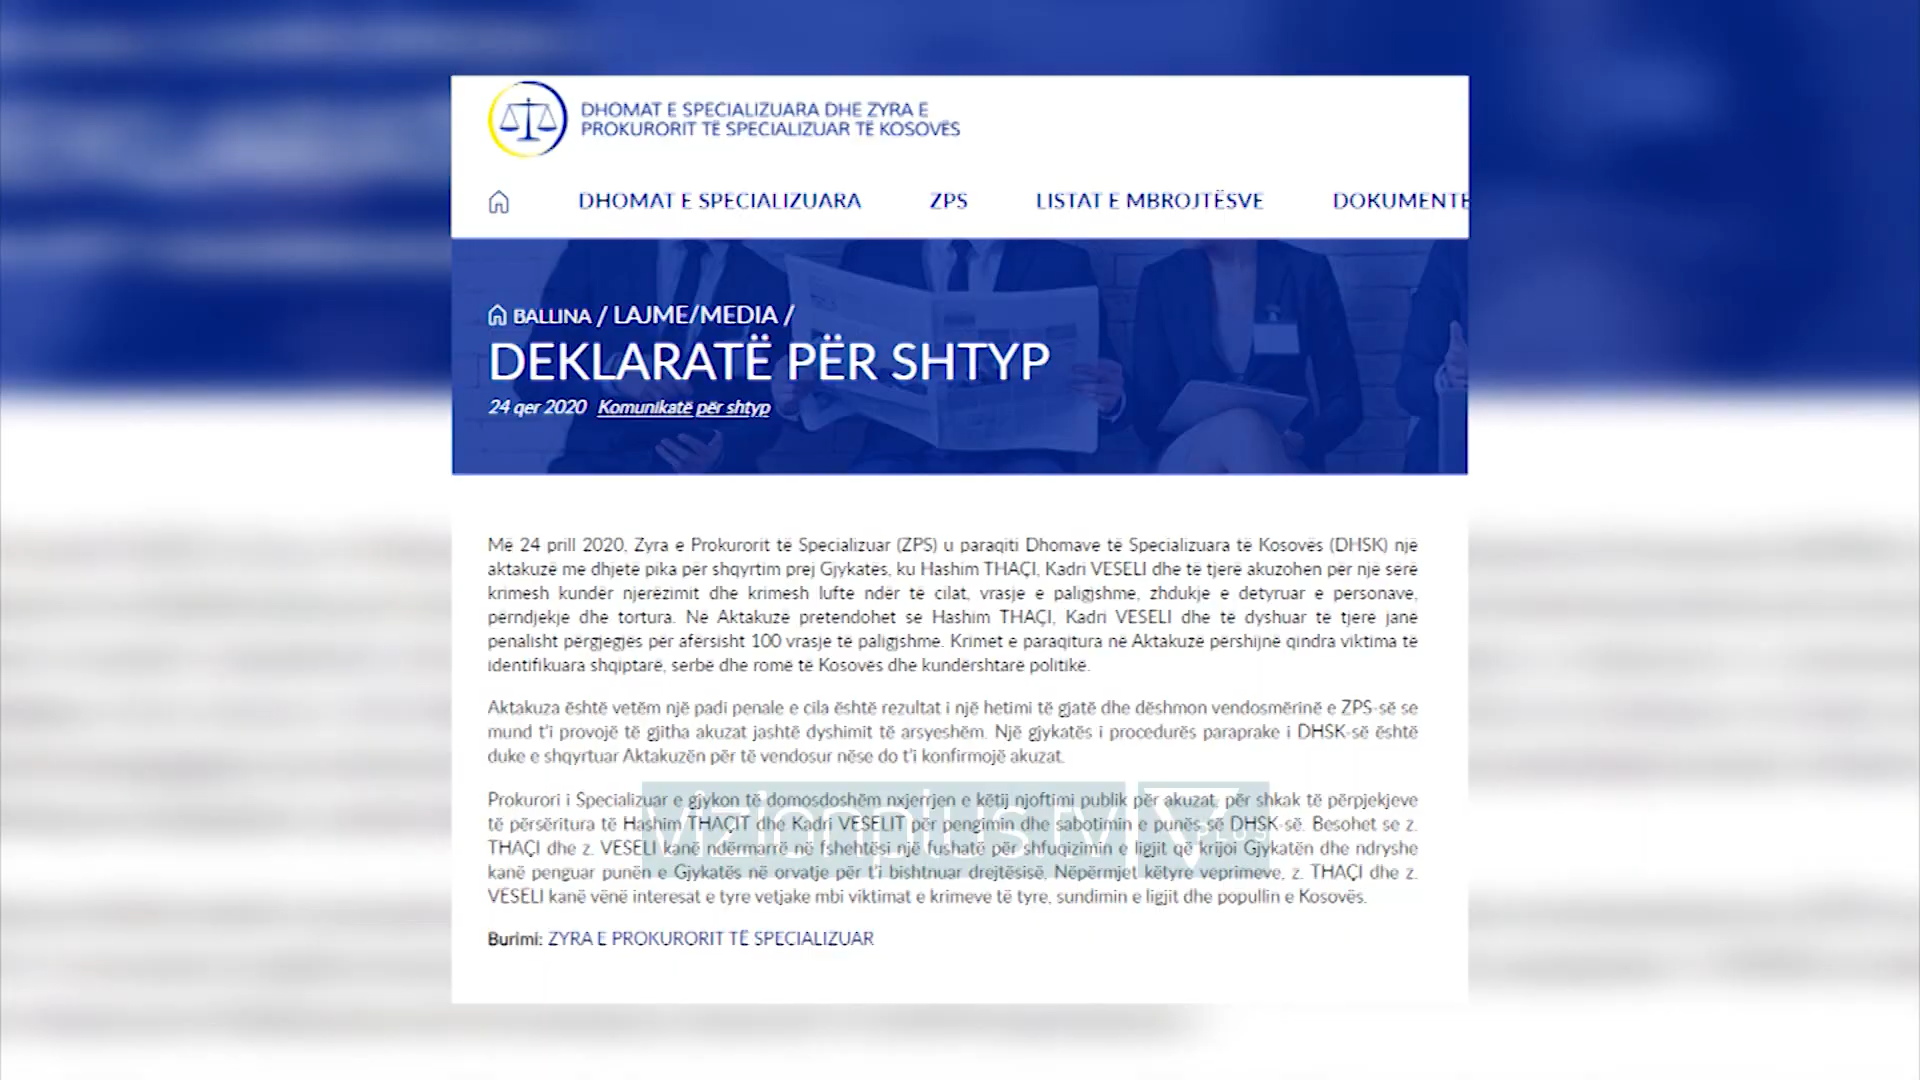 DHOMAT E SPECIALIZUARA DHE ZYRA E
PROKURORIT TË SPECIALIZUAR TË KOSOVËS
DHOMAT E SPECIALIZUARA ZPS LISTAT E MBROJTËSVE DOKUMENTE
BALLINA / LAJME/MEDIA /
DEKLARATË PËR SHTYP
24 qer 2020 Komunikatë për shtyp
Më 24 prill 2020, Zyra e Prokurorit të Specializuar (ZPS) u paraqiti Dhomave të Specializuara të Kosovës (DHSK) një
aktakuzë me dhjetë pika për shqyrtim prej Gjykatës, ku Hashim THAÇI, Kadri VESELI dhe të tjerë akuzohen për një sërë
krimesh kundër njerëzimit dhe krimesh lufte ndër të cilat, vrasje e paligjshme, zhdukje e detyruar e personave,
përndjekje dhe tortura. Në Aktakuzë pretendohet se Hashim THAÇI, Kadri VESELI dhe të dyshuar të tjerë janë
penalisht përgjegjës për afërsisht 100 vrasje të paligjshme. Krimet e paraqitura në Aktakuzë përshijnë qindra viktima të
identifikuara shqiptarë, serbë dhe romë të Kosovës dhe kundërshtarë politikë.
Aktakuza është vetëm një padi penale e cila është rezultat i një hetimi të gjatë dhe dëshmon vendosmërinë e ZPS-së se
mund t'i provojë të gjitha akuzat jashtë dyshimit të arsyeshëm. Një gjykatës i procedurës paraprake i DHSK-së është
duke e shqyrtuar Aktakuzën për të vendosur nëse do t'i konfirmojë akuzat.
Prokurori i Specializuar e gjykon të domosdoshëm nxjerrjen e këtij njoftimi publik për akuzat, për shkak të përpjekjeve
të përsëritura të Hashim THAÇIT dhe Kadri VESELIT për pengimin dhe sabotimin e punës së DHSK-së. Besohet se z.
THAÇI dhe z. VESELI kanë ndërmarrë në fshehtësi një fushatë për shfuqizimin e ligjit që krijoi Gjykatën dhe ndryshe
kanë penguar punën e Gjykatës në orvatje për t'i bishtnuar drejtësisë. Nëpërmjet këtyre veprimeve, z. THAÇI dhe z.
VESELI kanë vënë interesat e tyre vetjake mbi viktimat e krimeve të tyre, sundimin e ligjit dhe popullin e Kosovës.
vizionplus.tv PLUS
Burimi: ZYRA E PROKURORIT TË SPECIALIZUAR